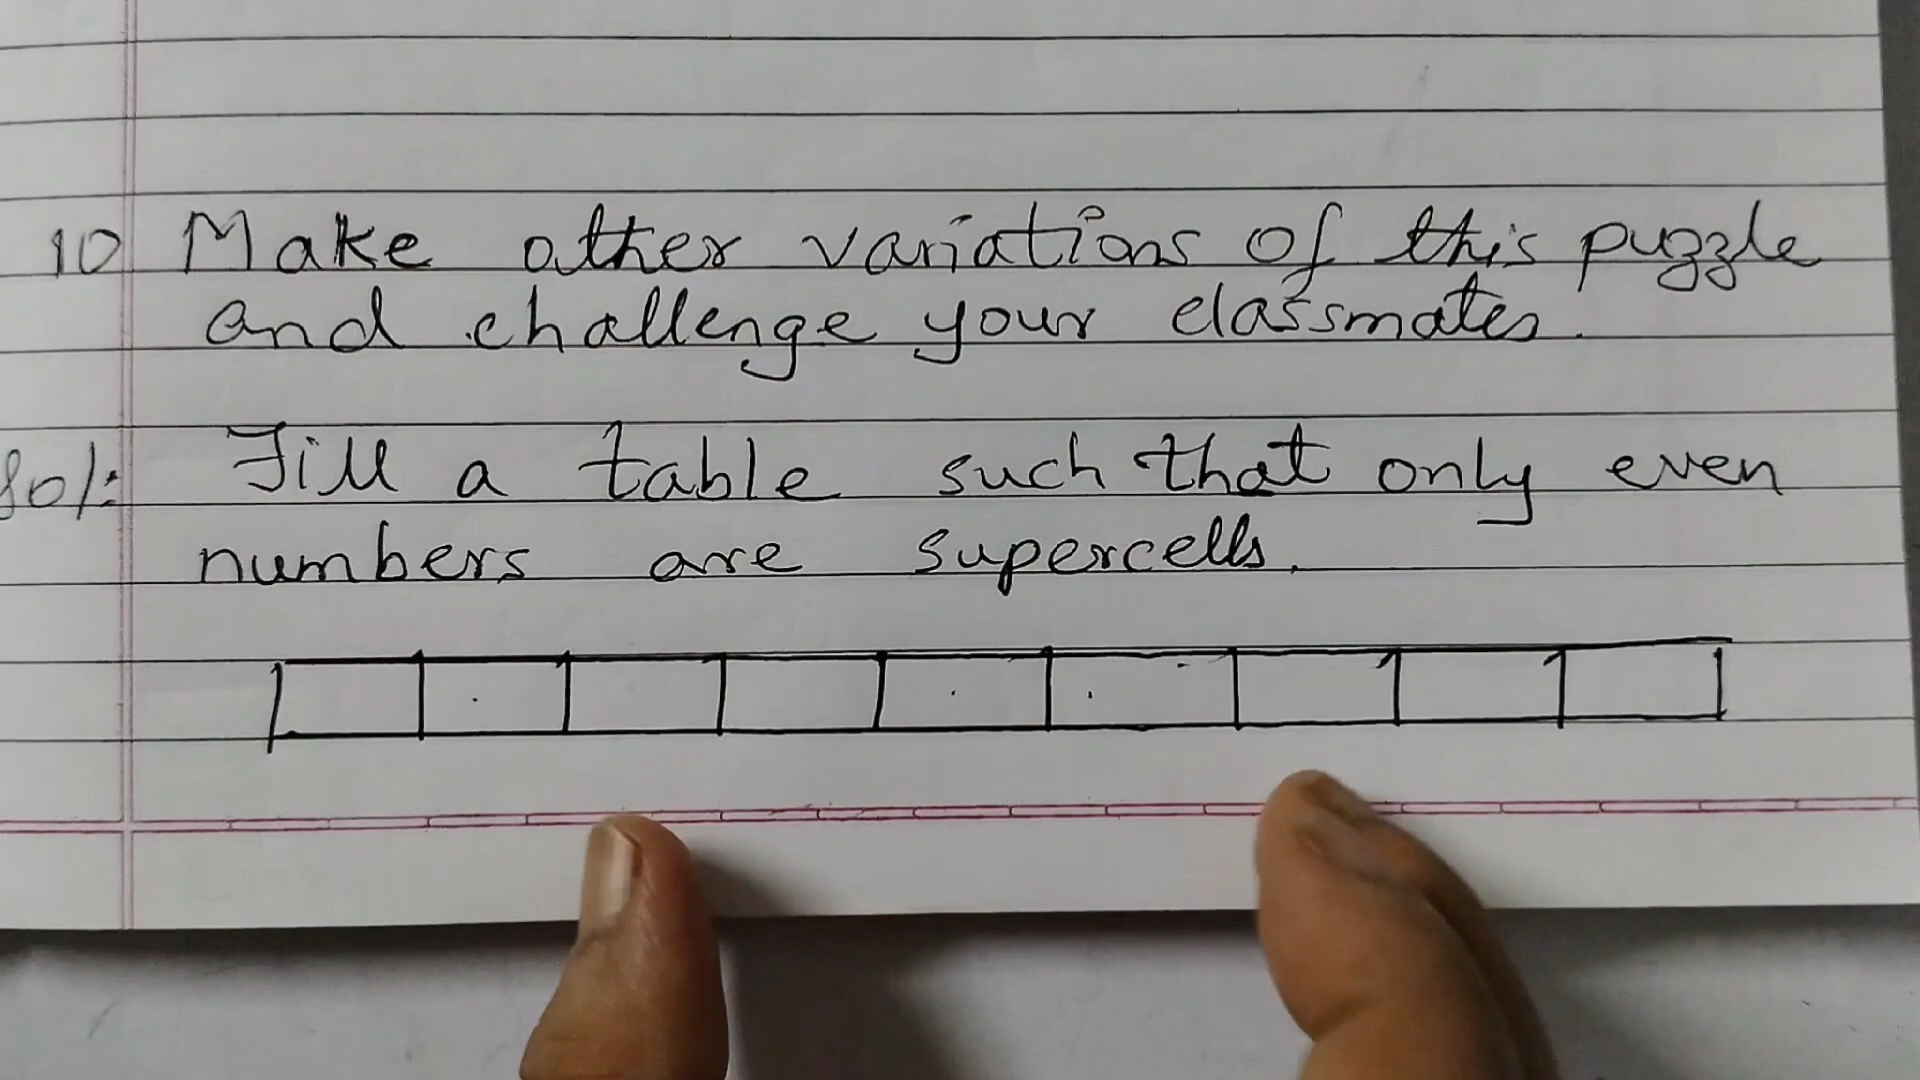 10 Make other variations of this puzzle
and challenge your classmates.
Sol: Fill a table such that only even
numbers are supercells.